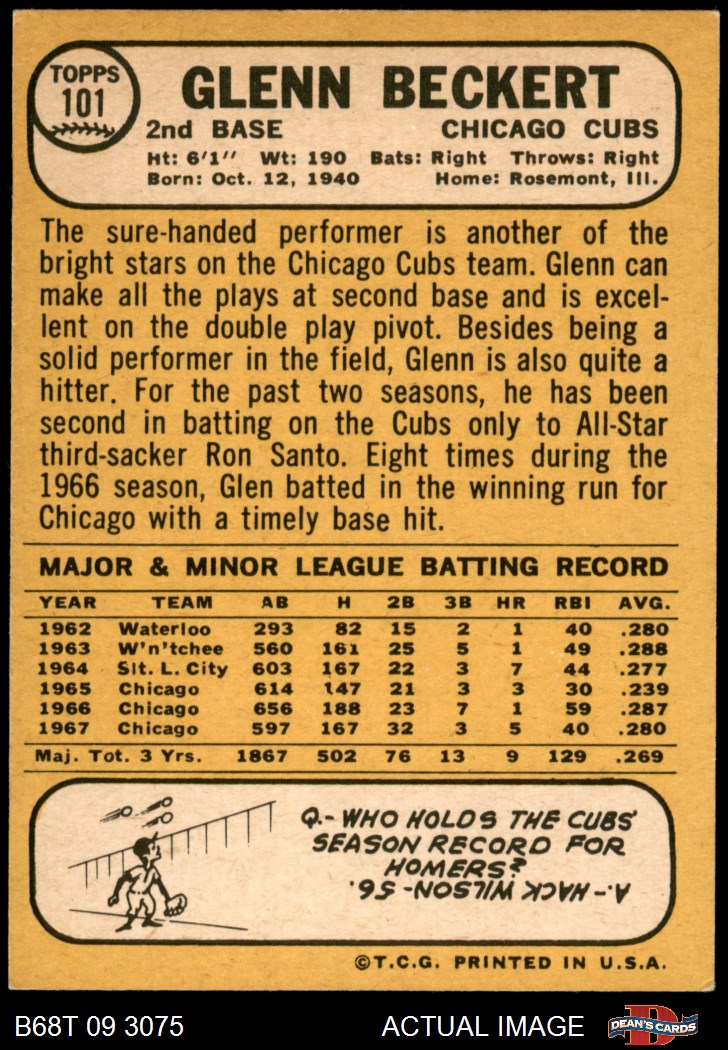 TOPPS
101
GLENN BECKERT
2nd BASE CHICAGO CUBS
Ht: 6'1" Wt: 190 Bats: Right Throws: Right
Born: Oct. 12, 1940 Home: Rosemont, Ill.
The sure-handed performer is another of the
bright stars on the Chicago Cubs team. Glenn can
make all the plays at second base and is excel-
lent on the double play pivot. Besides being a
solid performer in the field, Glenn is also quite a
hitter. For the past two seasons, he has been
second in batting on the Cubs only to All-Star
third-sacker Ron Santo. Eight times during the
1966 season, Glen batted in the winning run for
Chicago with a timely base hit.
MAJOR & MINOR LEAGUE BATTING RECORD
YEAR TEAM AB H 2B 3B HR RBI AVG.
1962 Waterloo 293 82 15 2 1 40 .280
1963 W'n'tchee 560 161 25 5 1 49 .288
1964 Slt. L. City 603 167 22 3 7 44 .277
1965 Chicago 614 147 21 3 3 30 .239
1966 Chicago 656 188 23 7 1 59 .287
1967 Chicago 597 167 32 3 5 40 .280
Maj. Tot. 3 Yrs. 1867 502 76 13 9 129 .269
Q.- WHO HOLDS THE CUBS'
SEASON RECORD FOR
HOMERS?
A.- HACK WILSON- 56.
©T.C.G. PRINTED IN U.S.A.
B68T 09 3075 ACTUAL IMAGE DEAN'S CARDS